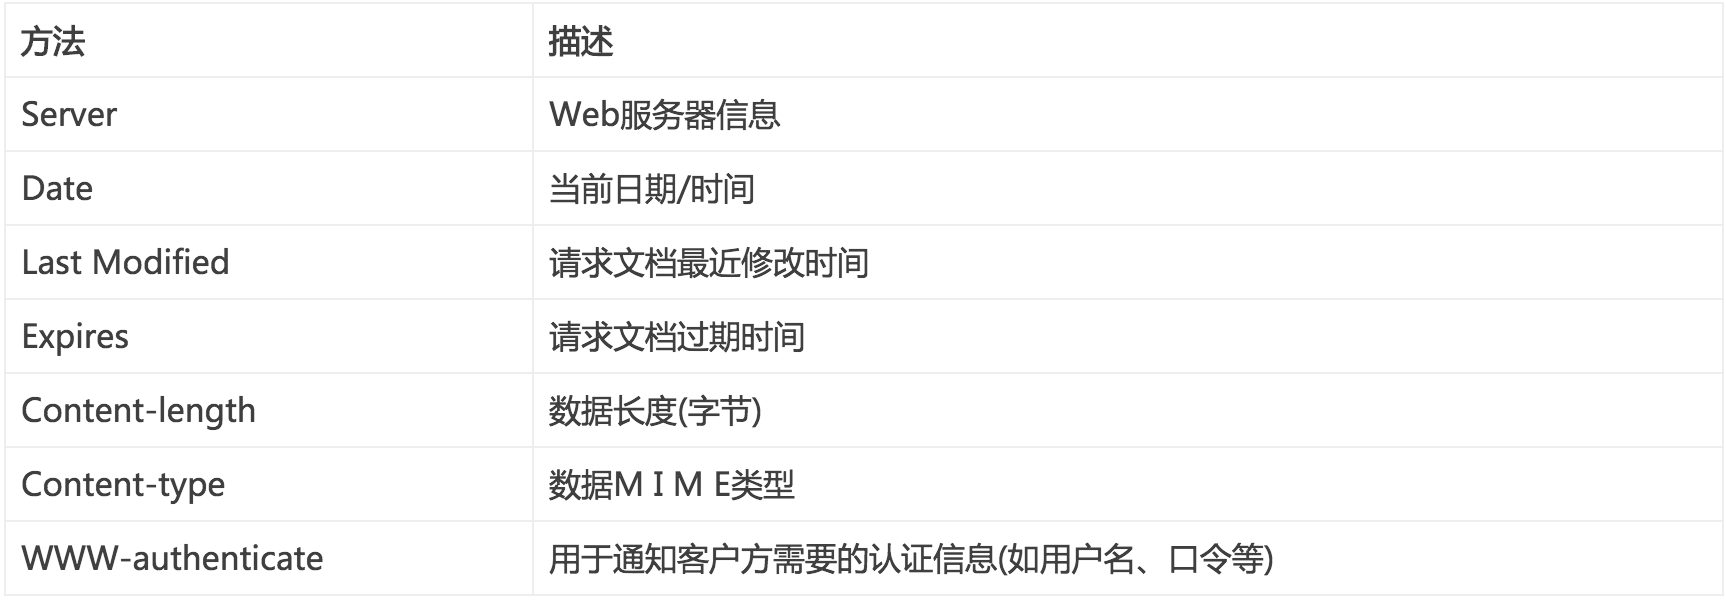 方法 描述
Server Web服务器信息
Date 当前日期/时间
Last Modified 请求文档最近修改时间
Expires 请求文档过期时间
Content-length 数据长度(字节)
Content-type 数据M I M E类型
WWW-authenticate 用于通知客户方需要的认证信息(如用户名、口令等)